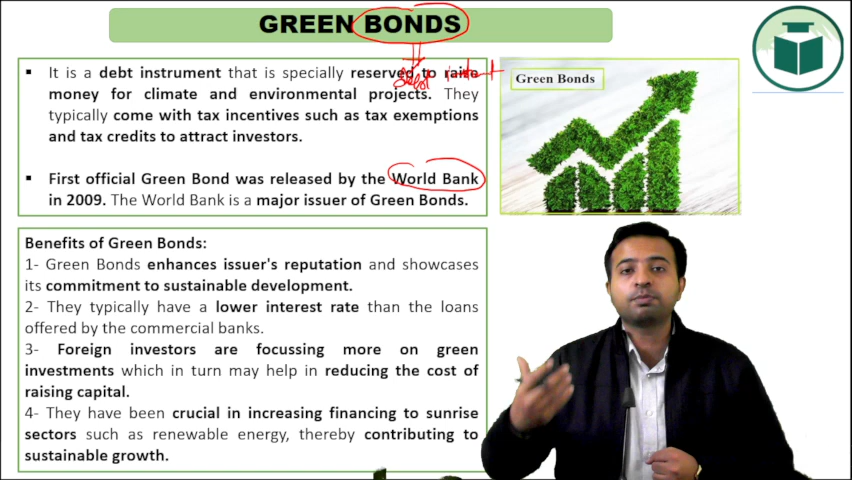 GREEN BONDS
▪ It is a debt instrument that is specially reserved to raise
money for climate and environmental projects. They
typically come with tax incentives such as tax exemptions
and tax credits to attract investors.
▪ First official Green Bond was released by the World Bank
in 2009. The World Bank is a major issuer of Green Bonds.
Green Bonds
Benefits of Green Bonds:
1- Green Bonds enhances issuer's reputation and showcases
its commitment to sustainable development.
2- They typically have a lower interest rate than the loans
offered by the commercial banks.
3- Foreign investors are focussing more on green
investments which in turn may help in reducing the cost of
raising capital.
4- They have been crucial in increasing financing to sunrise
sectors such as renewable energy, thereby contributing to
sustainable growth.